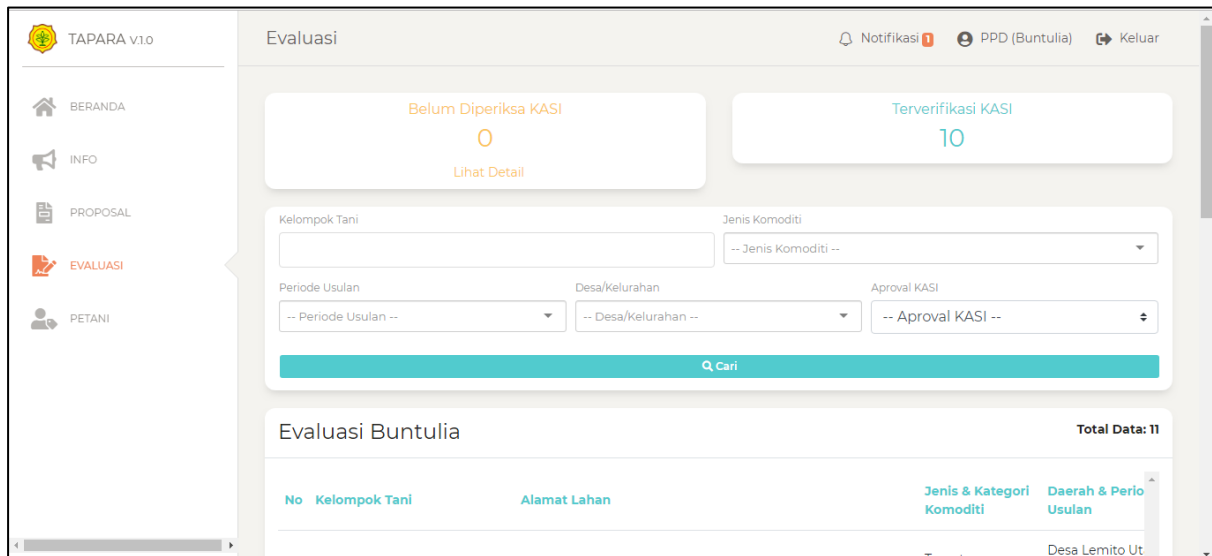 TAPARA V.1.0
Evaluasi
Notifikasi 1
PPD (Buntulia)
Keluar
BERANDA
INFO
PROPOSAL
EVALUASI
PETANI
Belum Diperiksa KASI
0
Lihat Detail
Terverifikasi KASI
10
Kelompok Tani
Jenis Komoditi
-- Jenis Komoditi --
Periode Usulan
Desa/Kelurahan
Aproval KASI
-- Periode Usulan --
-- Desa/Kelurahan --
-- Aproval KASI --
Cari
Evaluasi Buntulia
Total Data: 11
No
Kelompok Tani
Alamat Lahan
Jenis & Kategori
Komoditi
Daerah & Perio
Usulan
Desa Lemito Ut